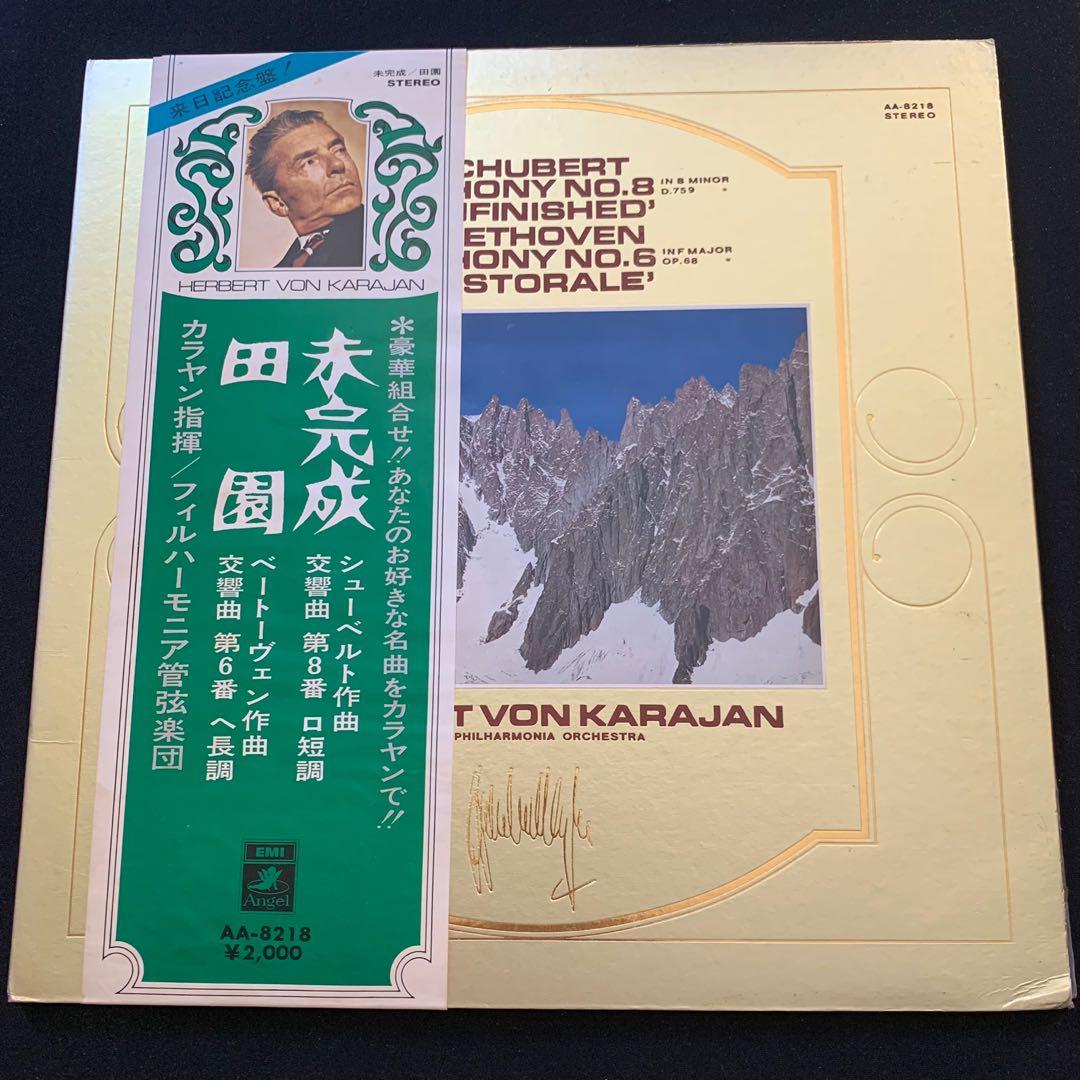 来日記念盤!
未完成/田園
STEREO
HERBERT VON KARAJAN
*豪華組合せ!!あなたのお好きな名曲をカラヤンで!!
未完成
シューベルト作曲
交響曲 第8番 ロ短調
田園
ベートーヴェン作曲
交響曲 第6番 ヘ長調
カラヤン指揮/フィルハーモニア管弦楽団
EMI
Angel
AA-8218
¥2,000
AA-8218
STEREO
CHUBERT
HONY NO.8 IN B MINOR D.759
NFINISHED'
EETHOVEN
HONY NO.6 IN F MAJOR OP.68
STORALE'
T VON KARAJAN
PHILHARMONIA ORCHESTRA